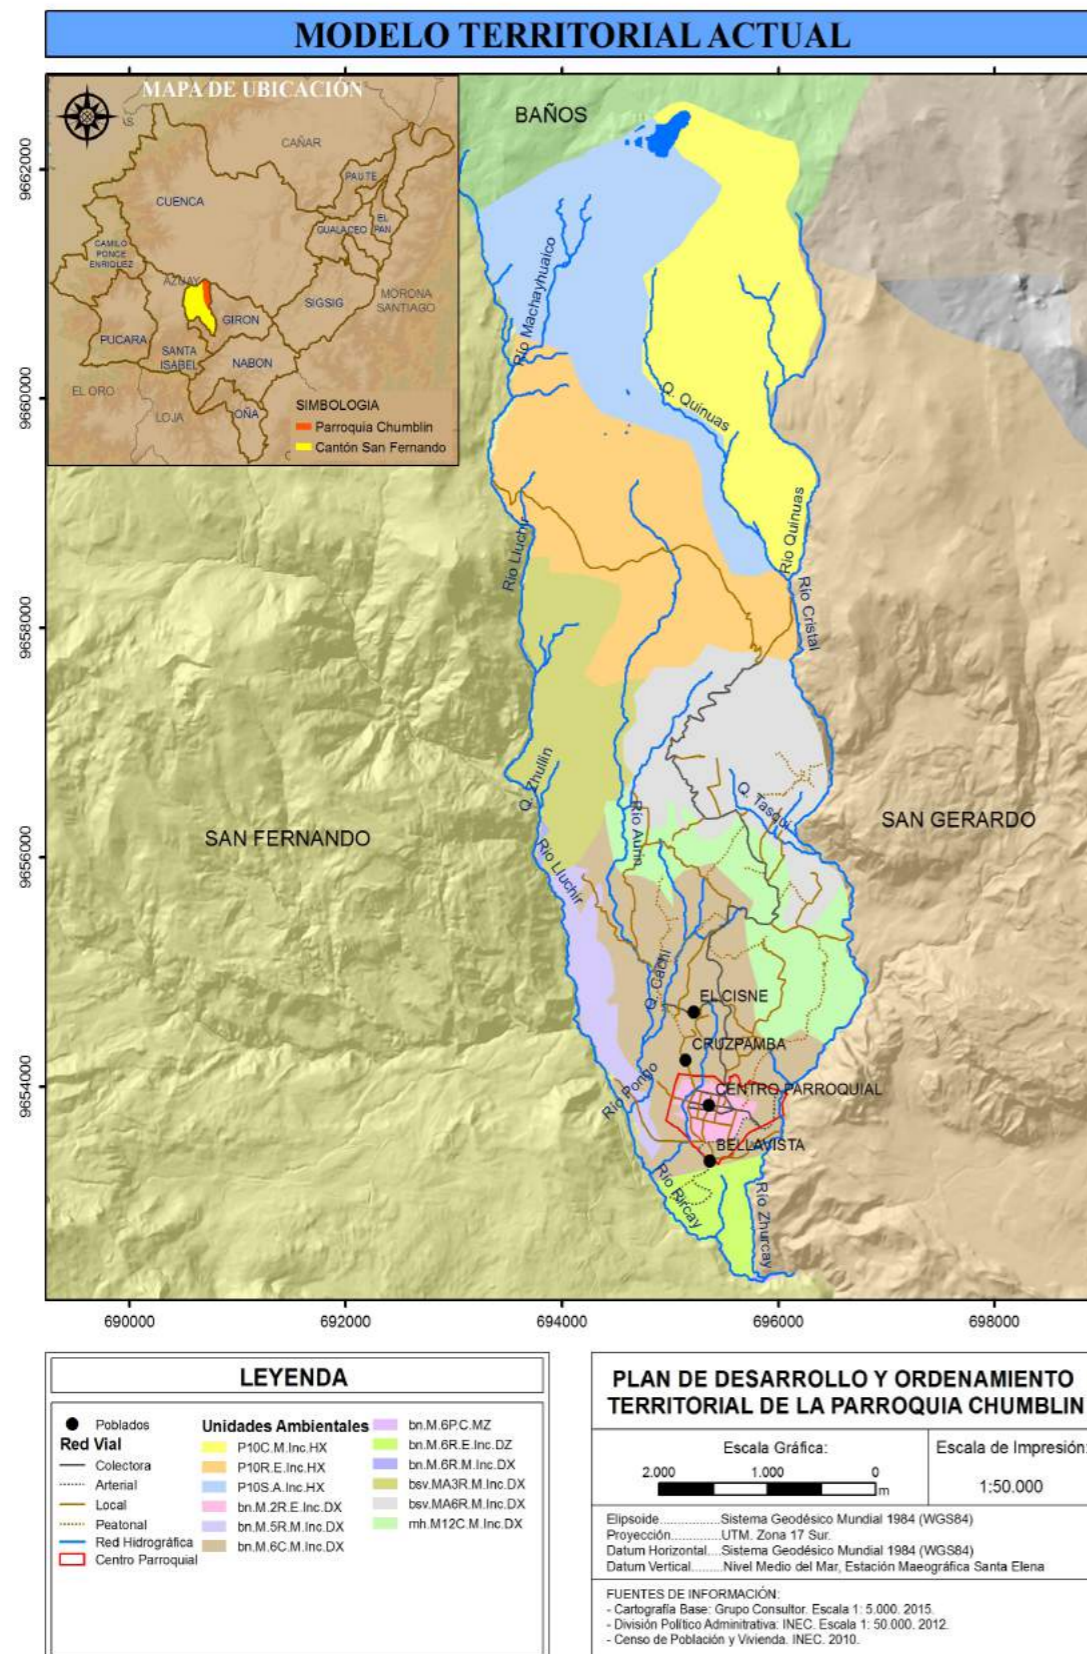 MODELO TERRITORIAL ACTUAL
MAPA DE UBICACIÓN
CAÑAR
CUENCA
PAUTE
EL
PAN
GUALACEO
CAMILO
PONCE
ENRIQUEZ
AZUAY
SIGSIG
MORONA
SANTIAGO
GIRON
PUCARA
SANTA
ISABEL
NABON
EL ORO
LOJA
OÑA
SIMBOLOGIA
Parroquia Chumblin
Cantón San Fernando
BAÑOS
Río Machayhuaico
Q. Quinuas
Río Quinuas
Río Lluchir
Río Cristal
Q. Zhullin
Río Aurin
Q. Tasqui
SAN FERNANDO
SAN GERARDO
Río Lluchir
Q. Cachi
EL CISNE
CRUZPAMBA
Río Pongo
CENTRO PARROQUIAL
BELLAVISTA
Río Rircay
Río Zhurcay
9662000
9660000
9658000
9656000
9654000
690000
692000
694000
696000
698000
LEYENDA
Poblados
Red Vial
Colectora
Arterial
Local
Peatonal
Red Hidrográfica
Centro Parroquial
Unidades Ambientales
P10C.M.Inc.HX
P10R.E.Inc.HX
P10S.A.Inc.HX
bn.M.2R.E.Inc.DX
bn.M.5R.M.Inc.DX
bn.M.6C.M.Inc.DX
bn.M.6P.C.MZ
bn.M.6R.E.Inc.DZ
bn.M.6R.M.Inc.DX
bsv.MA3R.M.Inc.DX
bsv.MA6R.M.Inc.DX
mh.M12C.M.Inc.DX
PLAN DE DESARROLLO Y ORDENAMIENTO
TERRITORIAL DE LA PARROQUIA CHUMBLIN
Escala Gráfica:
2.000 1.000 0
m
Escala de Impresión:
1:50.000
Elipsoide................Sistema Geodésico Mundial 1984 (WGS84)
Proyección.............UTM. Zona 17 Sur.
Datum Horizontal....Sistema Geodésico Mundial 1984 (WGS84)
Datum Vertical.........Nivel Medio del Mar, Estación Maeográfica Santa Elena
FUENTES DE INFORMACIÓN:
- Cartografía Base: Grupo Consultor. Escala 1: 5.000. 2015.
- División Político Adminitrativa: INEC. Escala 1: 50.000. 2012.
- Censo de Población y Vivienda. INEC. 2010.